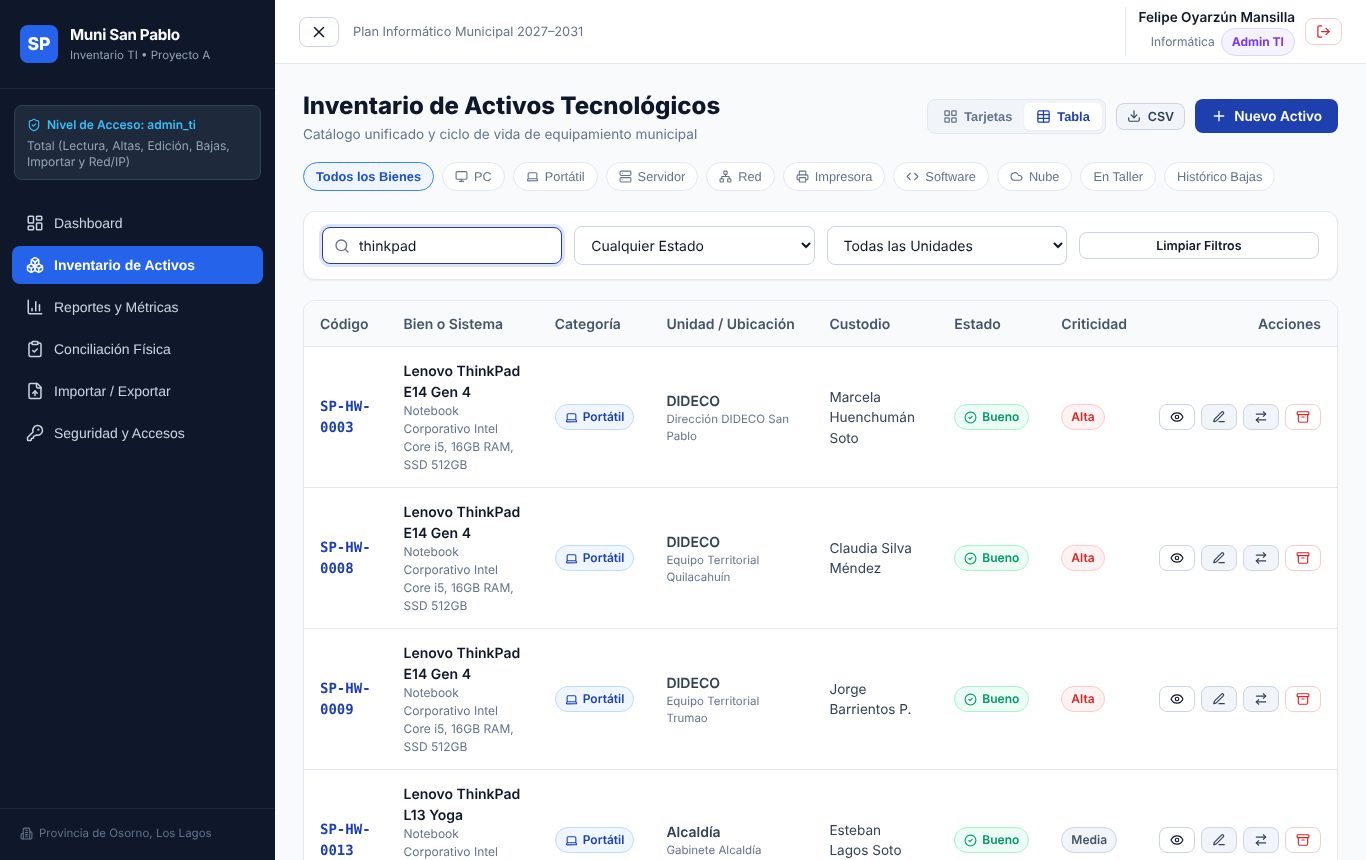 SP
Muni San Pablo
Inventario TI • Proyecto A
Nivel de Acceso: admin_ti
Total (Lectura, Altas, Edición, Bajas,
Importar y Red/IP)
Dashboard
Inventario de Activos
Reportes y Métricas
Conciliación Física
Importar / Exportar
Seguridad y Accesos
Provincia de Osorno, Los Lagos
Plan Informático Municipal 2027–2031
Felipe Oyarzún Mansilla
Informática Admin TI
Inventario de Activos Tecnológicos
Catálogo unificado y ciclo de vida de equipamiento municipal
Tarjetas Tabla CSV Nuevo Activo
Todos los Bienes PC Portátil Servidor Red Impresora Software Nube En Taller Histórico Bajas
thinkpad Cualquier Estado Todas las Unidades Limpiar Filtros
Código Bien o Sistema Categoría Unidad / Ubicación Custodio Estado Criticidad Acciones
SP-HW-
0003
Lenovo ThinkPad
E14 Gen 4
Notebook
Corporativo Intel
Core i5, 16GB RAM,
SSD 512GB
Portátil
DIDECO
Dirección DIDECO San
Pablo
Marcela
Huenchumán
Soto
Bueno
Alta
SP-HW-
0008
Lenovo ThinkPad
E14 Gen 4
Notebook
Corporativo Intel
Core i5, 16GB RAM,
SSD 512GB
Portátil
DIDECO
Equipo Territorial
Quilacahuín
Claudia Silva
Méndez
Bueno
Alta
SP-HW-
0009
Lenovo ThinkPad
E14 Gen 4
Notebook
Corporativo Intel
Core i5, 16GB RAM,
SSD 512GB
Portátil
DIDECO
Equipo Territorial
Trumao
Jorge
Barrientos P.
Bueno
Alta
SP-HW-
0013
Lenovo ThinkPad
L13 Yoga
Notebook
Corporativo Intel
Portátil
Alcaldía
Gabinete Alcaldía
Esteban
Lagos Soto
Bueno
Media